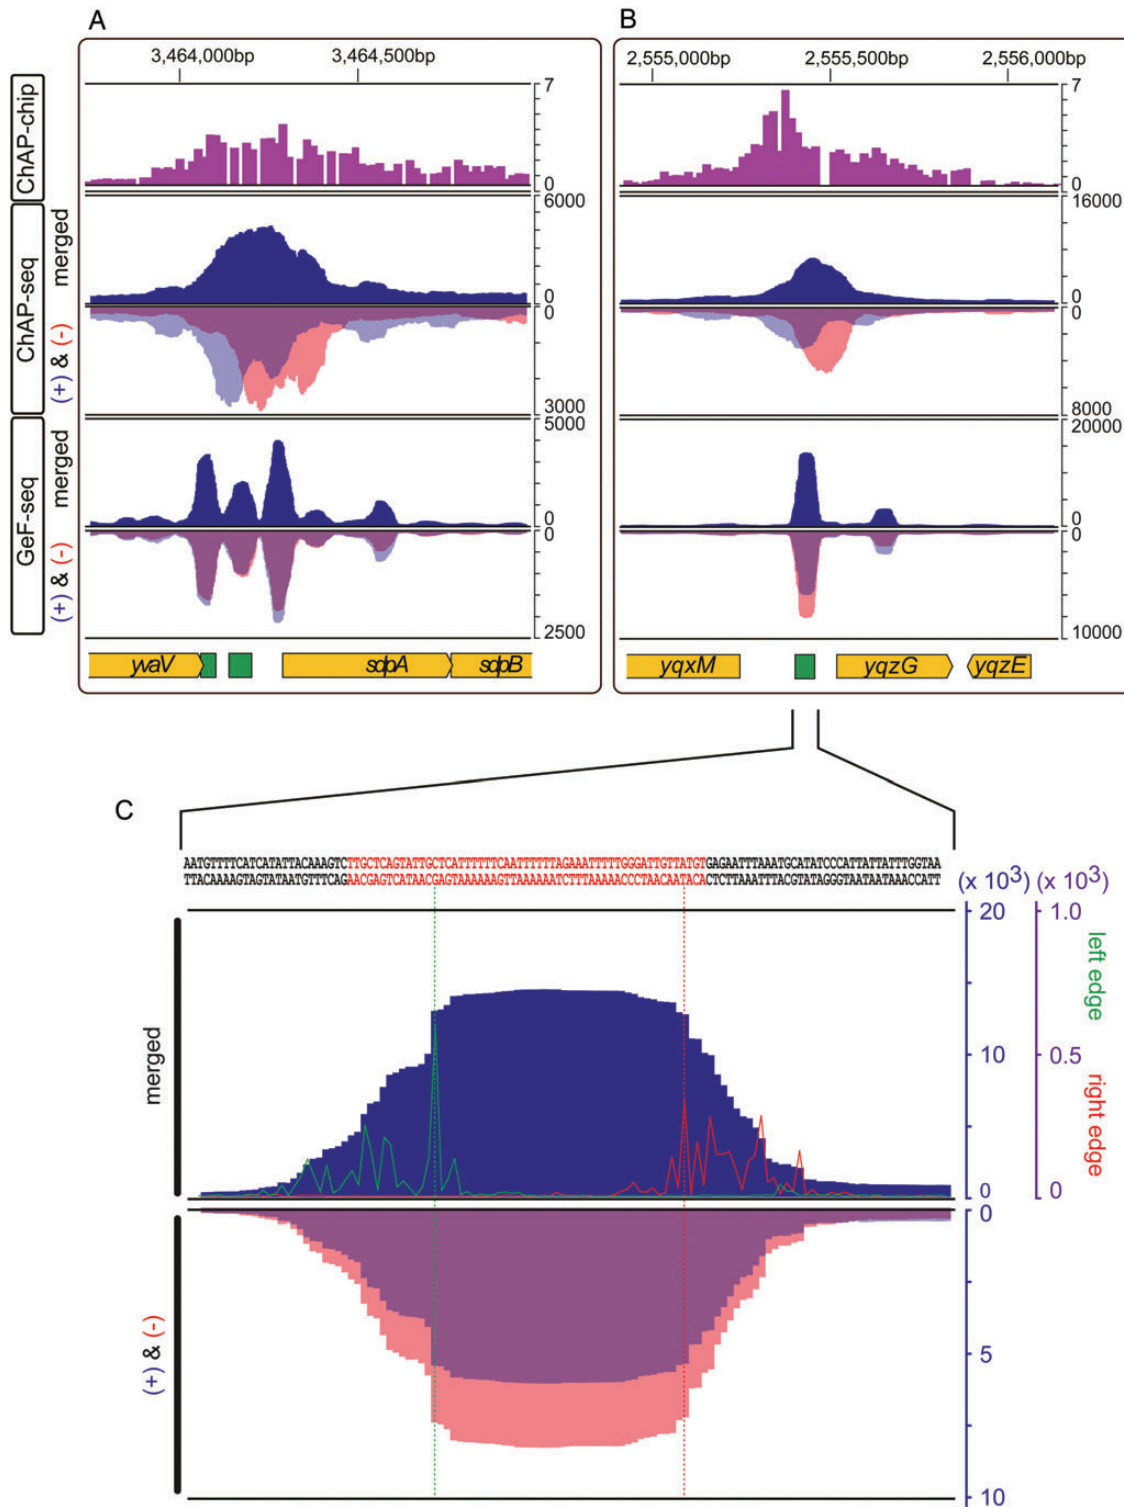 A
B
3,464,000bp
3,464,500bp
2,555,000bp
2,555,500bp
2,556,000bp
ChAP-chip
7
0
7
0
ChAP-seq
merged
(+) & (-)
6000
0
0
3000
16000
0
0
8000
GeF-seq
merged
(+) & (-)
5000
0
0
2500
20000
0
0
10000
yvaV
sdpA
sdpB
yqxM
yqzG
yqzE
C
AATGTTTTCATCATATTACAAAGTCTTGCTCAGTATTGCTCATTTTTTCAATTTTTTAGAAATTTTTGGGATTGTTATGTGAGAATTTAAATGCATATCCCATTATTATTTGGTAA
TTACAAAAGTAGTATAATGTTTCAGAACGAGTCATAACGAGTAAAAAAGTTAAAAAATCTTTAAAAACCCTAACAATACACTCTTAAATTTACGTATAGGGTAATAATAAACCATT
(x 10³)
(x 10³)
merged
20
10
0
1.0
0.5
0
left edge
right edge
(+) & (-)
0
5
10